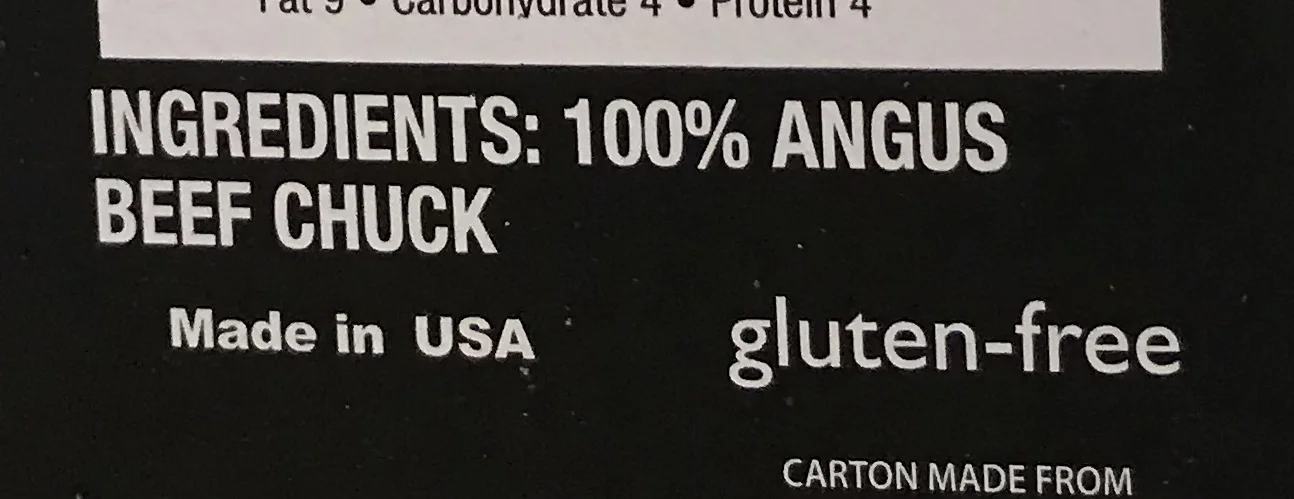 Fat 9 • Carbohydrate 4 • Protein 4
INGREDIENTS: 100% ANGUS
BEEF CHUCK
Made in USA
gluten-free
CARTON MADE FROM